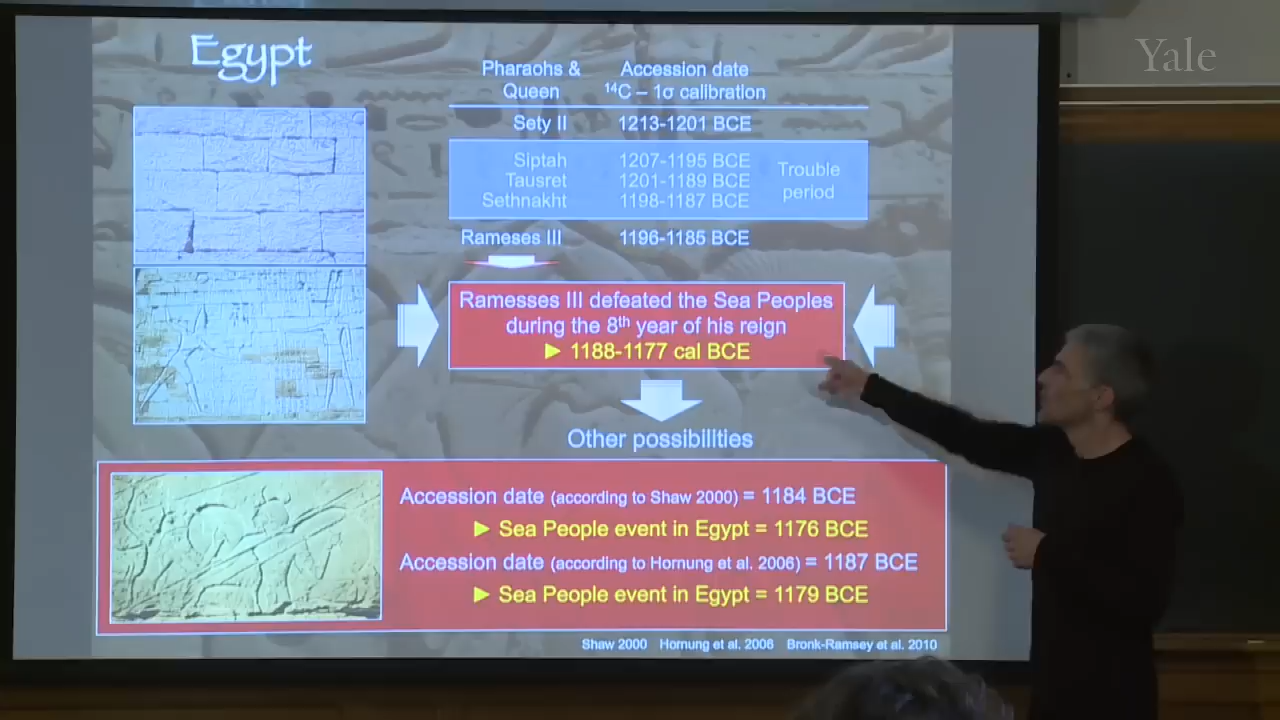 Yale
Egypt
Pharaohs & Accession date
Queen ¹⁴C – 1σ calibration
Sety II 1213-1201 BCE
Siptah 1207-1195 BCE
Tausret 1201-1189 BCE
Sethnakht 1198-1187 BCE
Trouble
period
Rameses III 1196-1185 BCE
Ramesses III defeated the Sea Peoples
during the 8th year of his reign
► 1188-1177 cal BCE
Other possibilities
Accession date (according to Shaw 2000) = 1184 BCE
► Sea People event in Egypt = 1176 BCE
Accession date (according to Hornung et al. 2006) = 1187 BCE
► Sea People event in Egypt = 1179 BCE
Shaw 2000 Hornung et al. 2006 Bronk-Ramsey et al. 2010